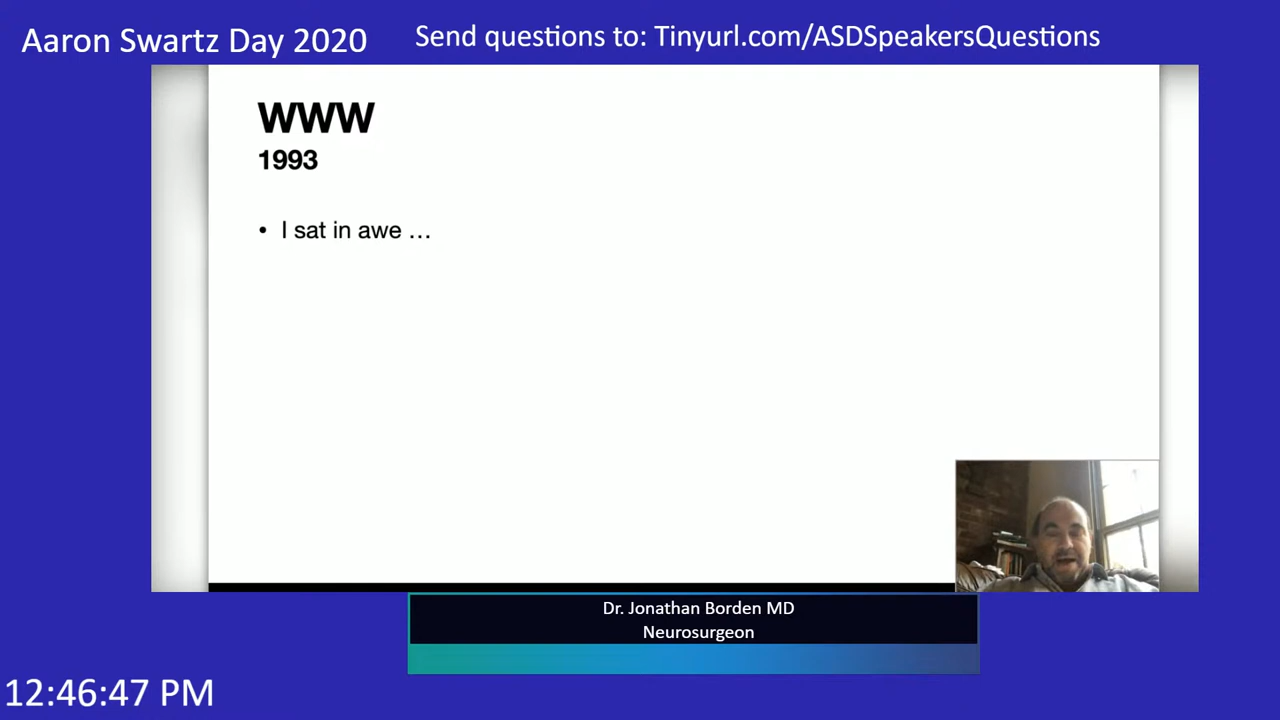 Aaron Swartz Day 2020
Send questions to: Tinyurl.com/ASDSpeakersQuestions
WWW
1993
• I sat in awe …
Dr. Jonathan Borden MD
Neurosurgeon
12:46:47 PM